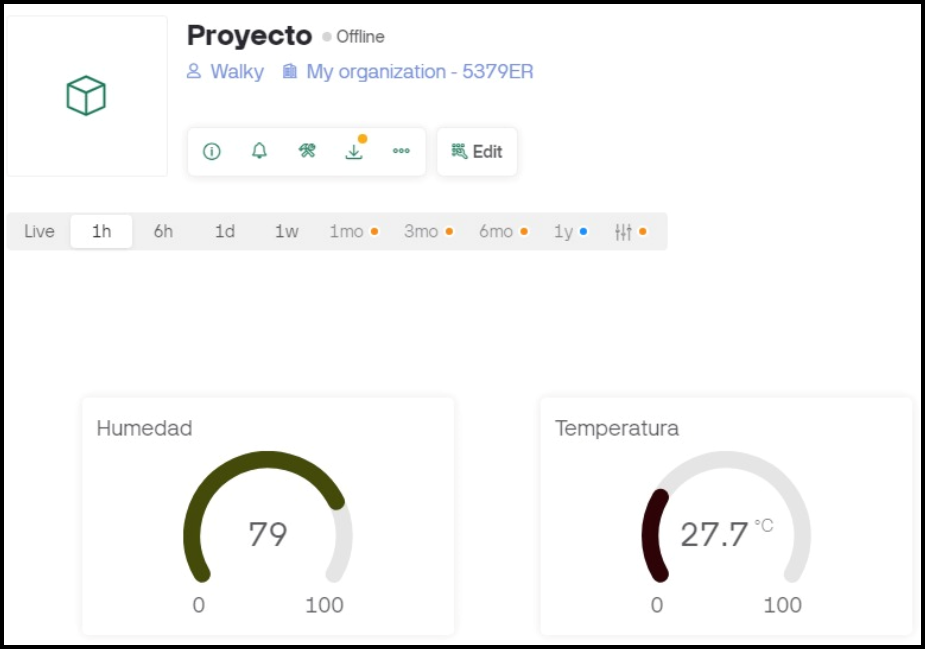 Proyecto Offline
Walky My organization - 5379ER
Edit
Live 1h 6h 1d 1w 1mo 3mo 6mo 1y
Humedad
79
0 100
Temperatura
27.7 °C
0 100